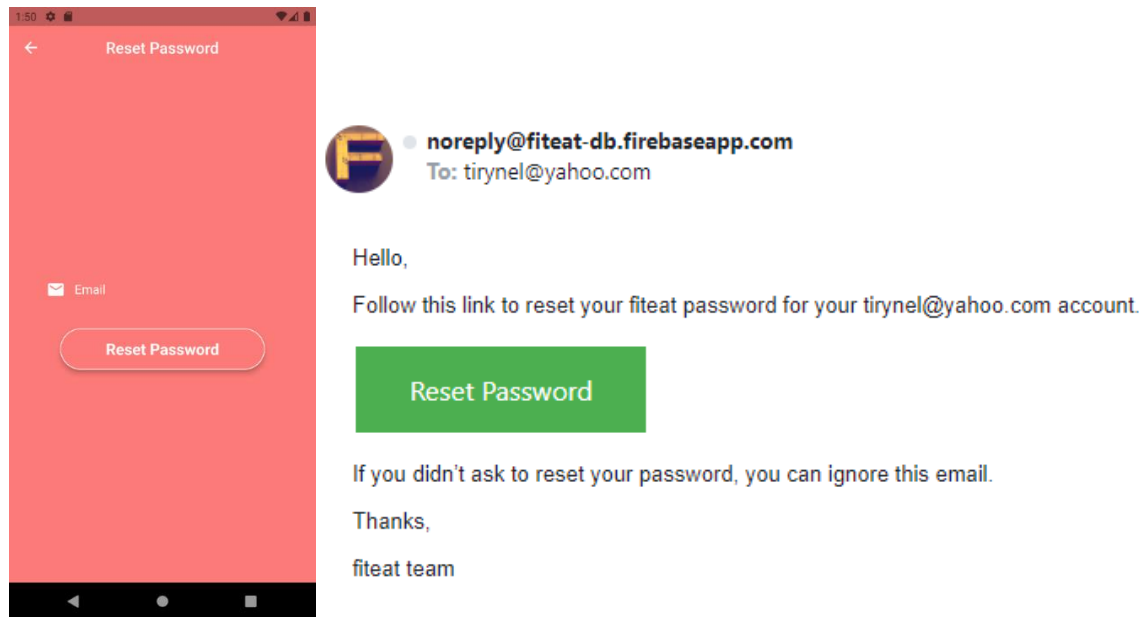 1:50
Reset Password
Email
Reset Password
F
noreply@fiteat-db.firebaseapp.com
To: tirynel@yahoo.com
Hello,
Follow this link to reset your fiteat password for your tirynel@yahoo.com account.
Reset Password
If you didn't ask to reset your password, you can ignore this email.
Thanks,
fiteat team